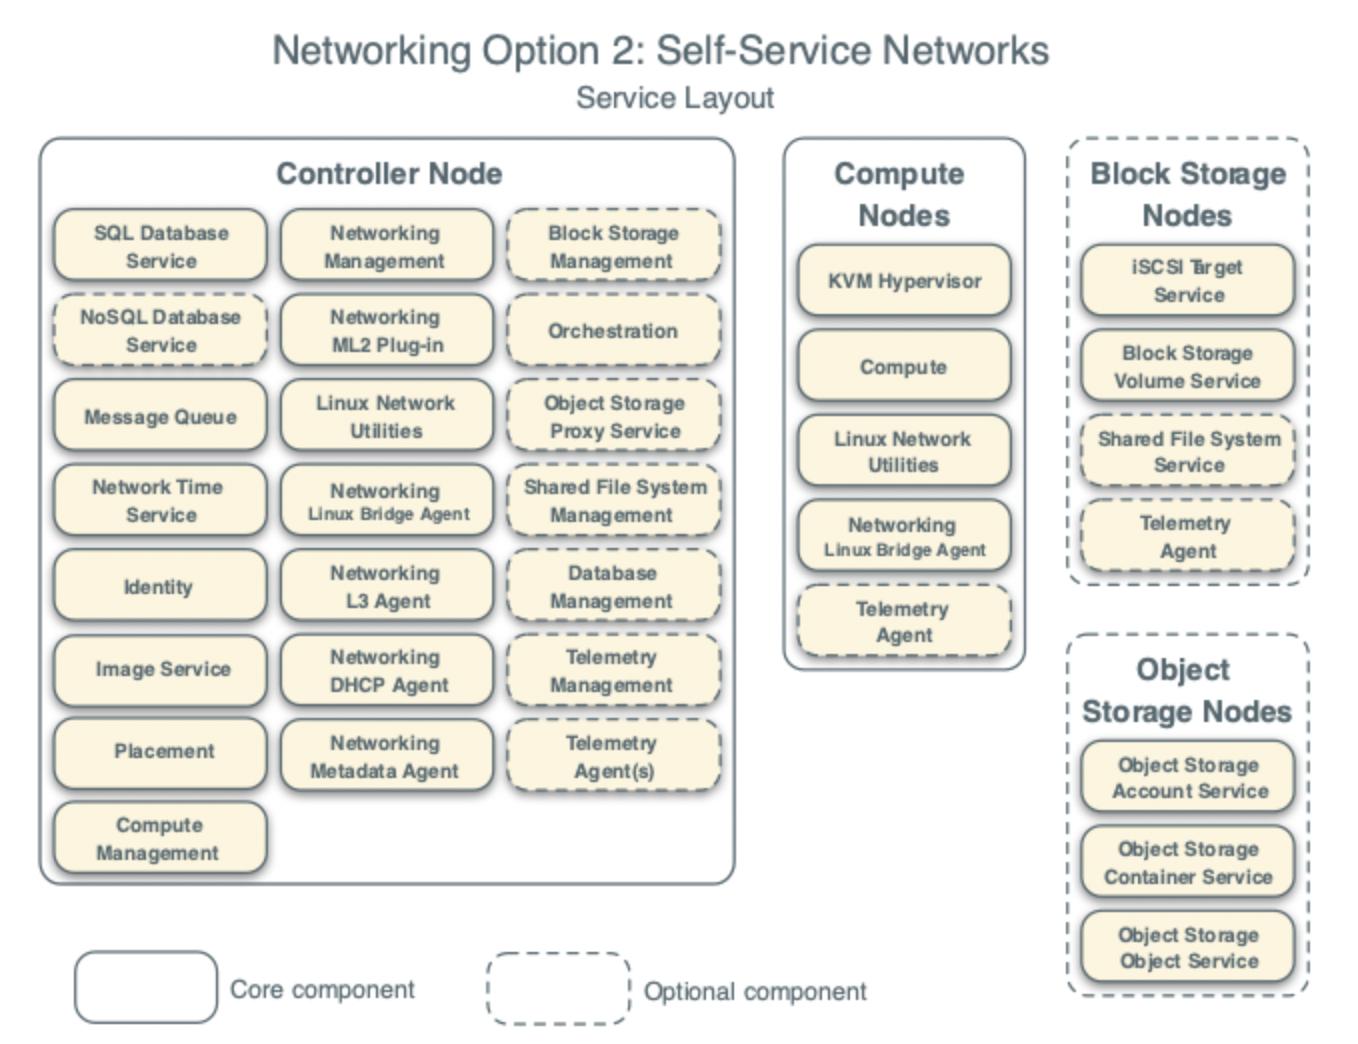 Networking Option 2: Self-Service Networks
Service Layout
Controller Node
SQL Database
Service
NoSQL Database
Service
Message Queue
Network Time
Service
Identity
Image Service
Placement
Compute
Management
Networking
Management
Networking
ML2 Plug-in
Linux Network
Utilities
Networking
Linux Bridge Agent
Networking
L3 Agent
Networking
DHCP Agent
Networking
Metadata Agent
Block Storage
Management
Orchestration
Object Storage
Proxy Service
Shared File System
Management
Database
Management
Telemetry
Management
Telemetry
Agent(s)
Compute
Nodes
KVM Hypervisor
Compute
Linux Network
Utilities
Networking
Linux Bridge Agent
Telemetry
Agent
Block Storage
Nodes
iSCSI Target
Service
Block Storage
Volume Service
Shared File System
Service
Telemetry
Agent
Object
Storage Nodes
Object Storage
Account Service
Object Storage
Container Service
Object Storage
Object Service
Core component
Optional component